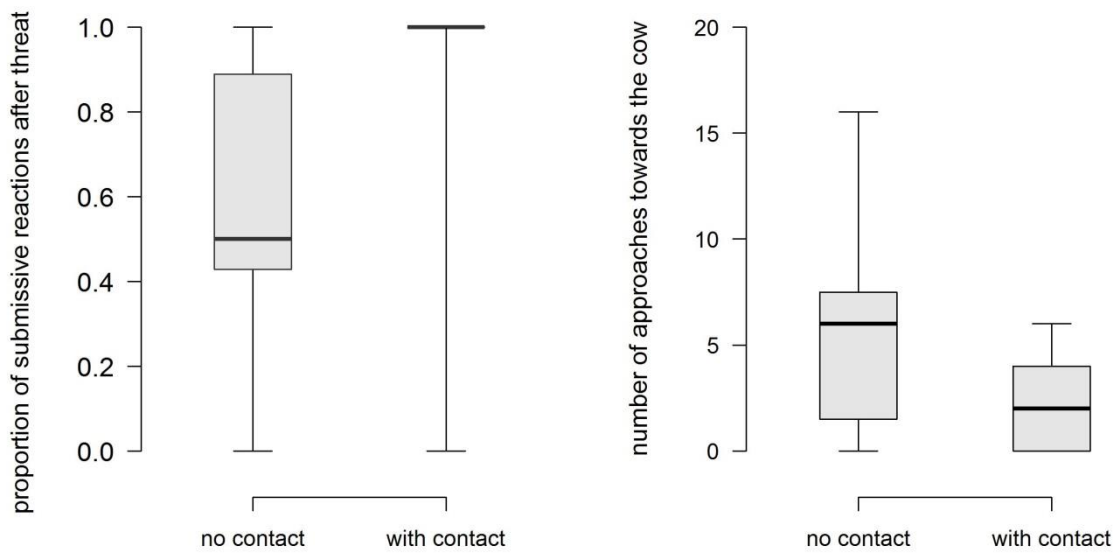 proportion of submissive reactions after threat
1.0
0.8
0.6
0.4
0.2
0.0
no contact
with contact
number of approaches towards the cow
20
15
10
5
0
no contact
with contact